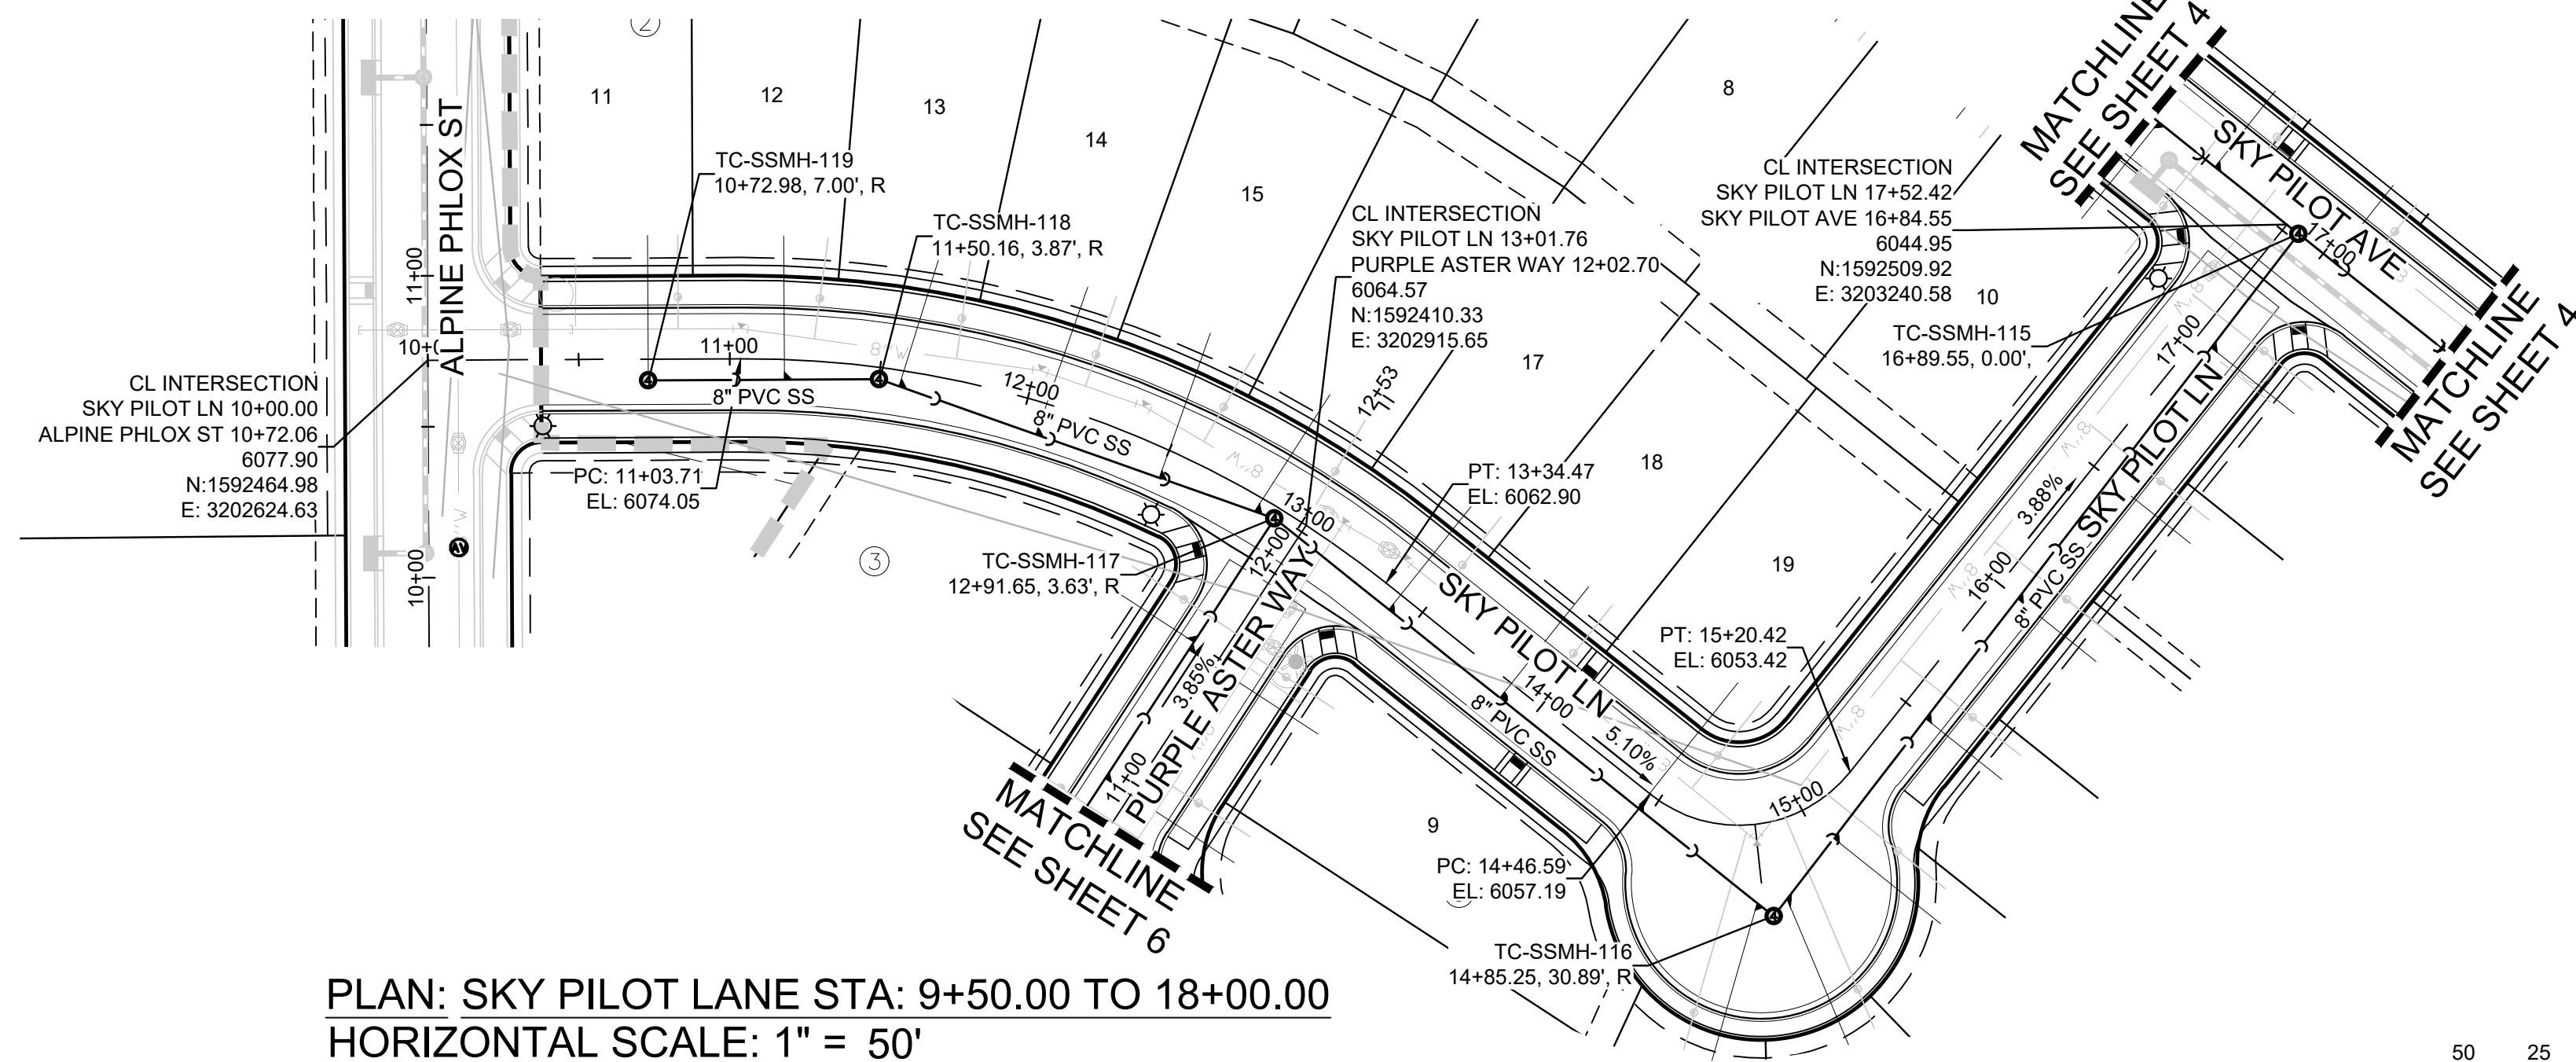 2
11
12
13
14
15
8
17
10
18
19
9
3
ALPINE PHLOX ST
11+00
10+00
TC-SSMH-119
10+72.98, 7.00', R
TC-SSMH-118
11+50.16, 3.87', R
CL INTERSECTION
SKY PILOT LN 13+01.76
PURPLE ASTER WAY 12+02.70
6064.57
N:1592410.33
E: 3202915.65
CL INTERSECTION
SKY PILOT LN 17+52.42
SKY PILOT AVE 16+84.55
6044.95
N:1592509.92
E: 3203240.58
TC-SSMH-115
16+89.55, 0.00',
MATCHLINE
SEE SHEET 4
SKY PILOT AVE
17+00
MATCHLINE
SEE SHEET 4
CL INTERSECTION
SKY PILOT LN 10+00.00
ALPINE PHLOX ST 10+72.06
6077.90
N:1592464.98
E: 3202624.63
11+00
8" PVC SS
12+00
8" PVC SS
8"W
8"W
12+53
PC: 11+03.71
EL: 6074.05
PT: 13+34.47
EL: 6062.90
13+00
TC-SSMH-117
12+91.65, 3.63', R
12+00
PURPLE ASTER WAY
3.85%
11+00
MATCHLINE
SEE SHEET 6
SKY PILOT LN
14+00
8" PVC SS
5.10%
PT: 15+20.42
EL: 6053.42
15+00
PC: 14+46.59
EL: 6057.19
TC-SSMH-116
14+85.25, 30.89', R
8"W
16+00
8" PVC SS
3.88%
SKY PILOT LN
17+00
8"W
8"W
8"W
PLAN: SKY PILOT LANE STA: 9+50.00 TO 18+00.00
HORIZONTAL SCALE: 1" = 50'
50 25